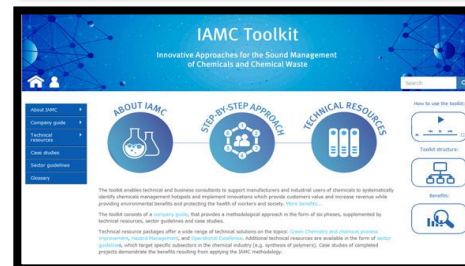 IAMC Toolkit
Innovative Approaches for the Sound Management
of Chemicals and Chemical Waste
Search
About IAMC
Company guide
Technical
resources
Case studies
Sector guidelines
Glossary
ABOUT IAMC
STEP-BY-STEP APPROACH
TECHNICAL RESOURCES
How to use the toolkit:
Toolkit structure:
Benefits:
The toolkit enables technical and business consultants to support manufacturers and industrial users of chemicals to systematically
identify chemicals management hotspots and implement innovations which provide customers value and increase revenue while
providing environmental benefits and protecting the health of workers and society. More benefits...
The toolkit consists of a company guide, that provides a methodological approach in the form of six phases, supplemented by
technical resources, sector guidelines and case studies.
Technical resource packages offer a wide range of technical solutions on the topics: Green Chemistry and Chemical process
improvement, Hazard Management, and Operational Excellence. Additional technical resources are available in the form of sector
guidelines, which target specific subsectors in the chemical industry (e.g. synthesis of polymers). Case studies of completed
projects demonstrate the benefits resulting from applying the IAMC methodology.